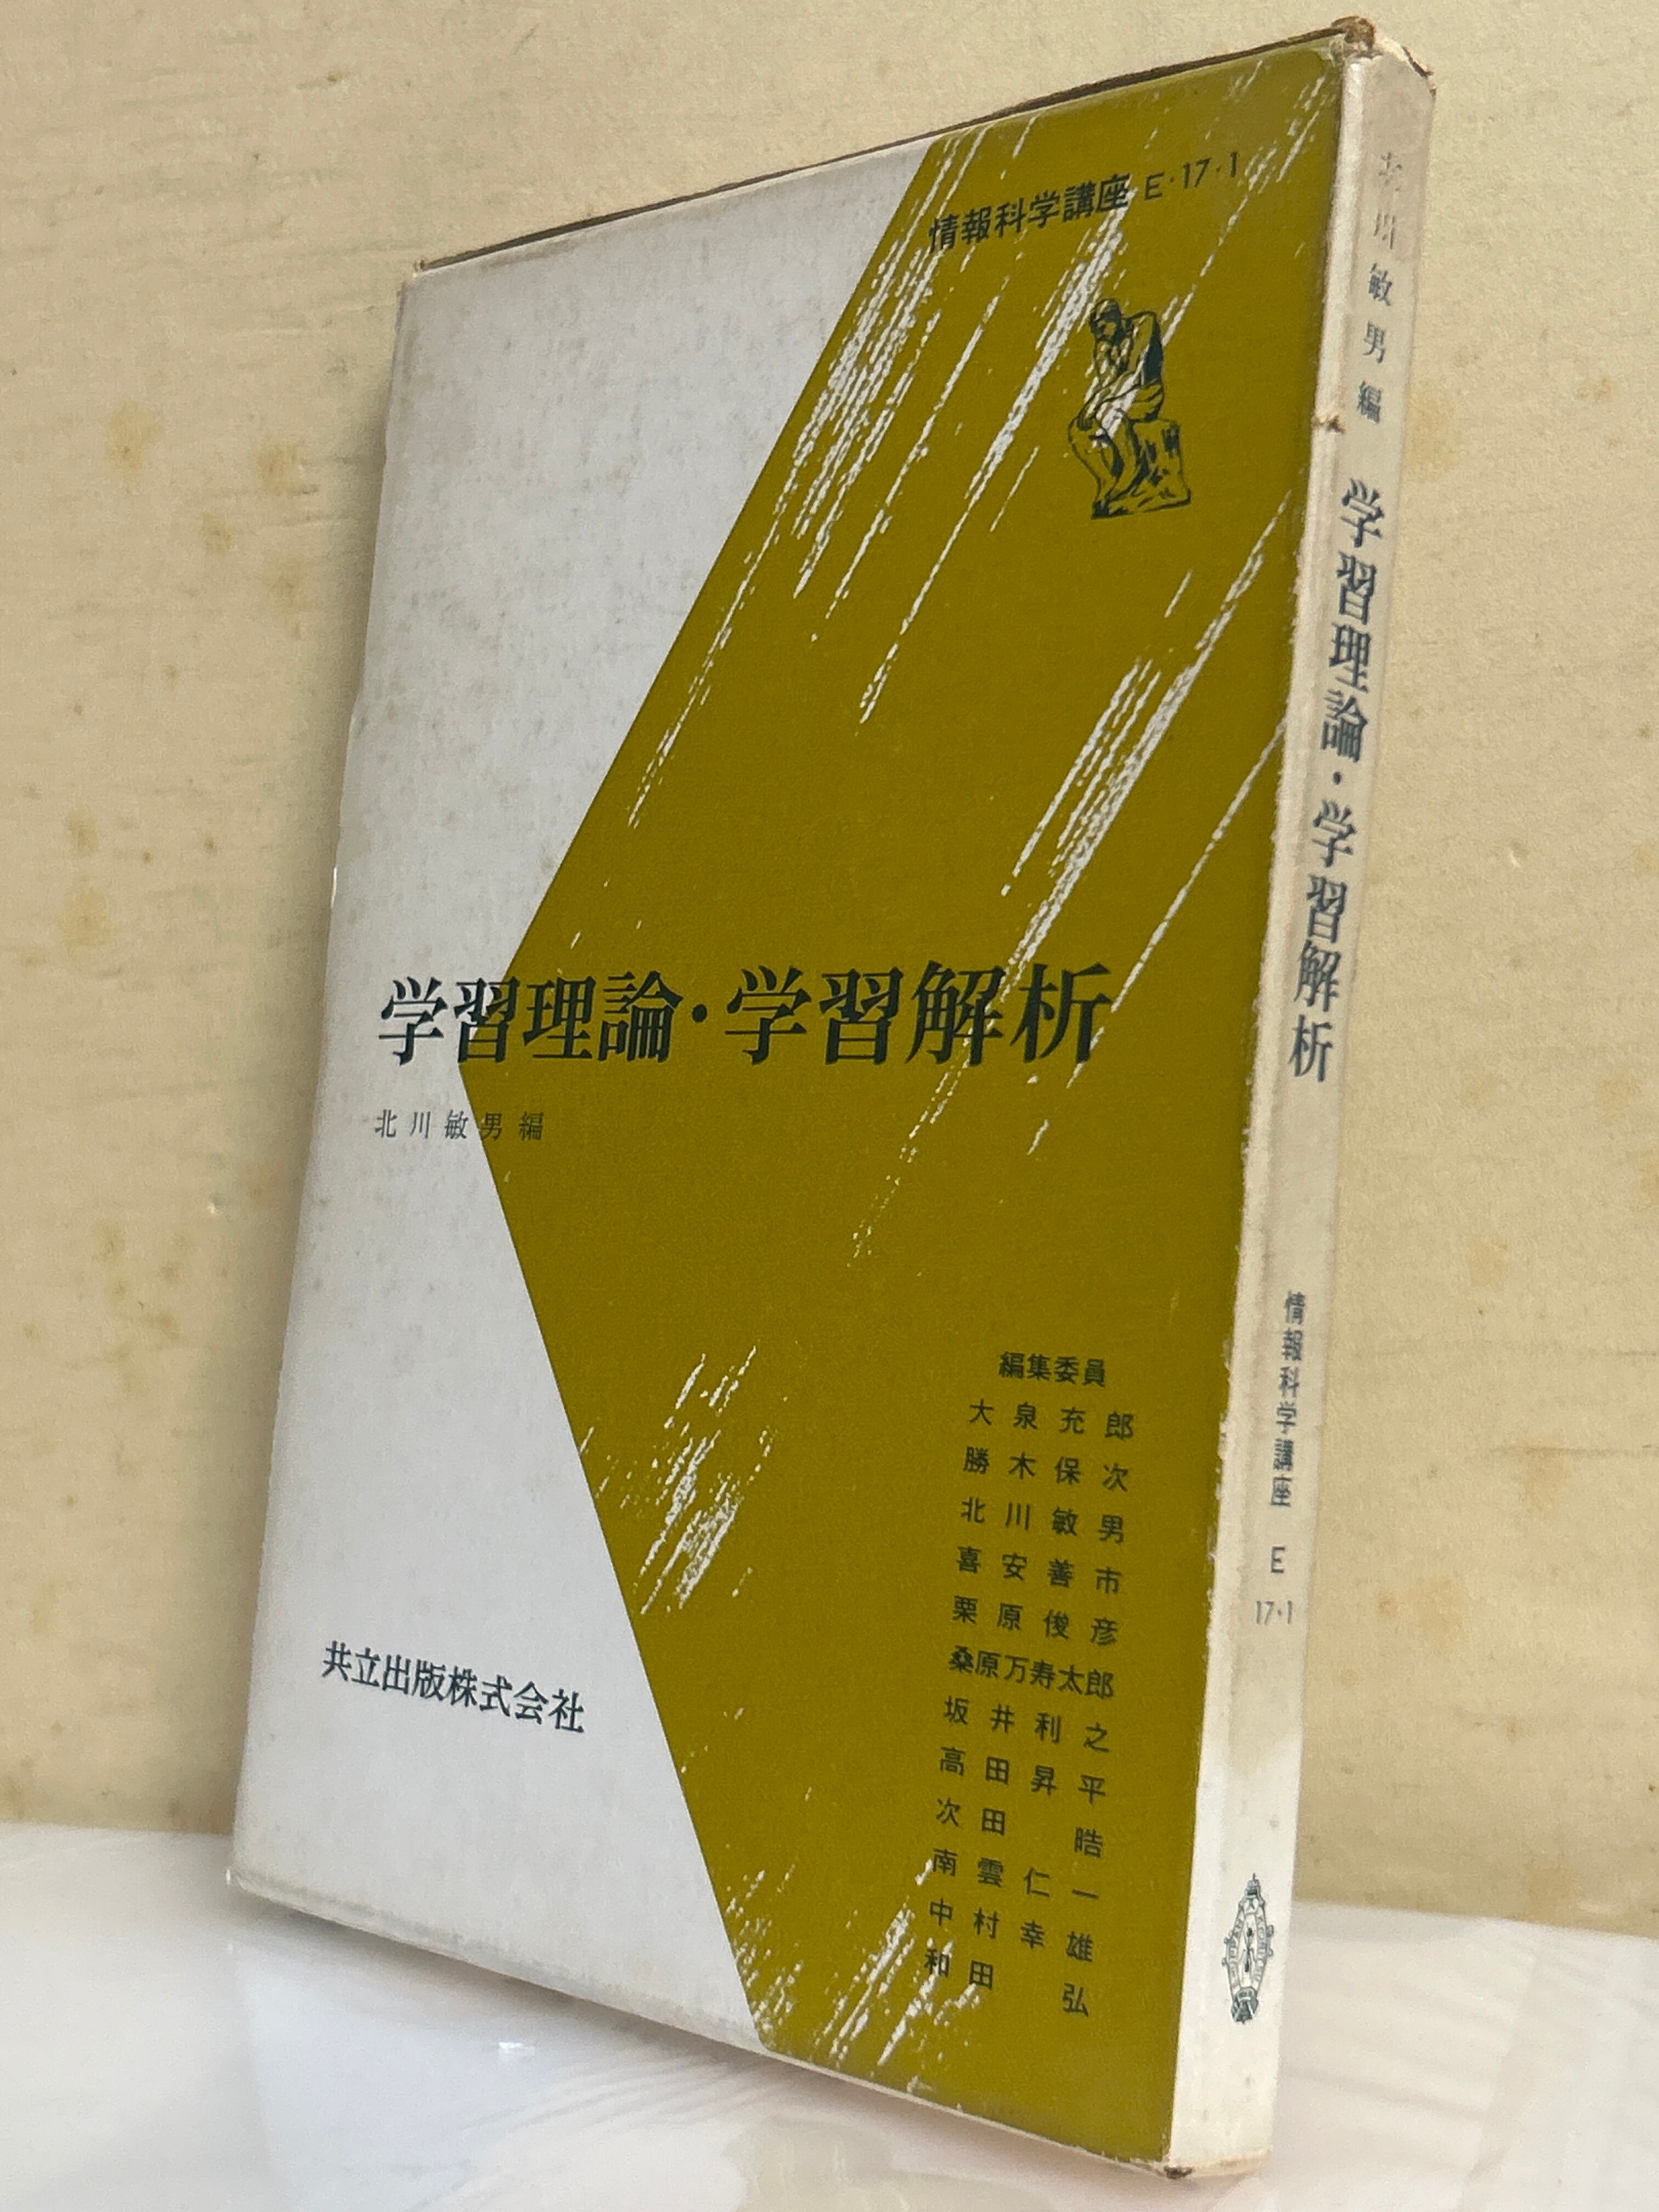 情報科学講座 E・17・1
学習理論・学習解析
北川敏男編
編集委員
大泉充郎
勝木保次
北川敏男
喜安善市
栗原俊彦
桑原万寿太郎
坂井利之
高田昇平
次田 皓
南雲仁一
中村幸雄
和田 弘
共立出版株式会社
北川敏男編
学習理論・学習解析
情報科学講座
E
17・1